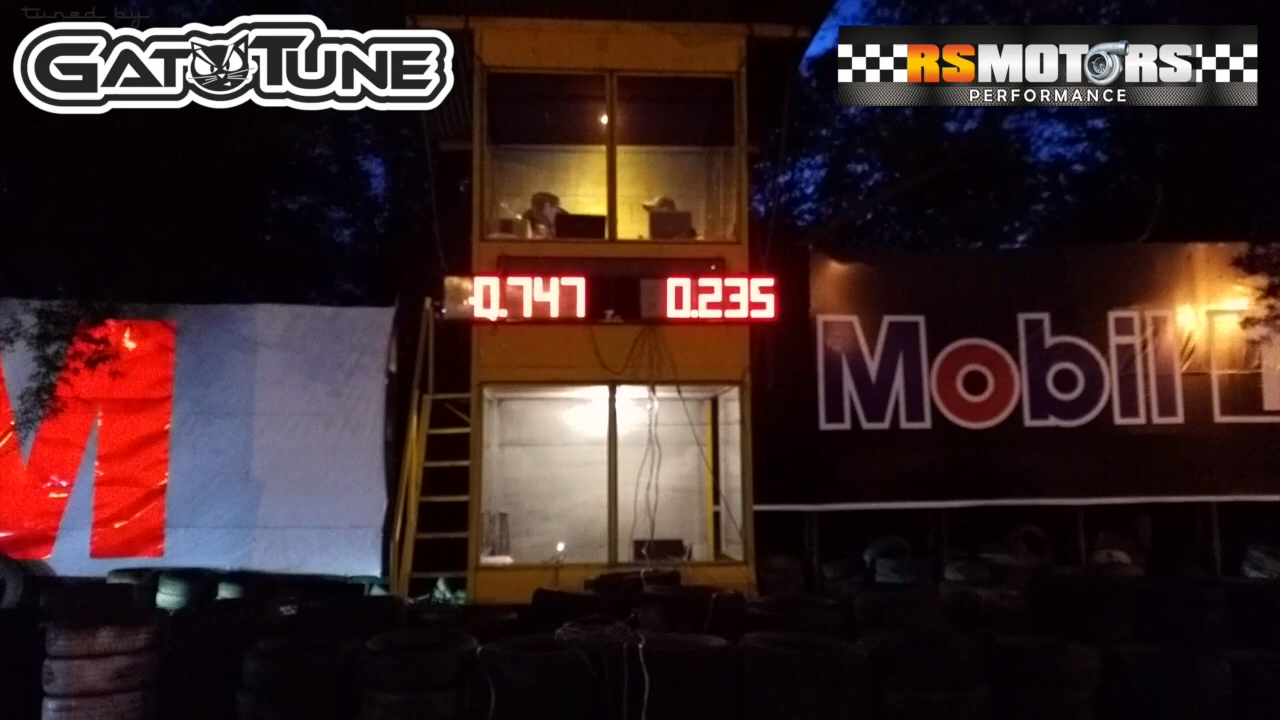 tuned by
GATOTUNE
RSMOTORS
PERFORMANCE
0.747 0.235
M
Mobil